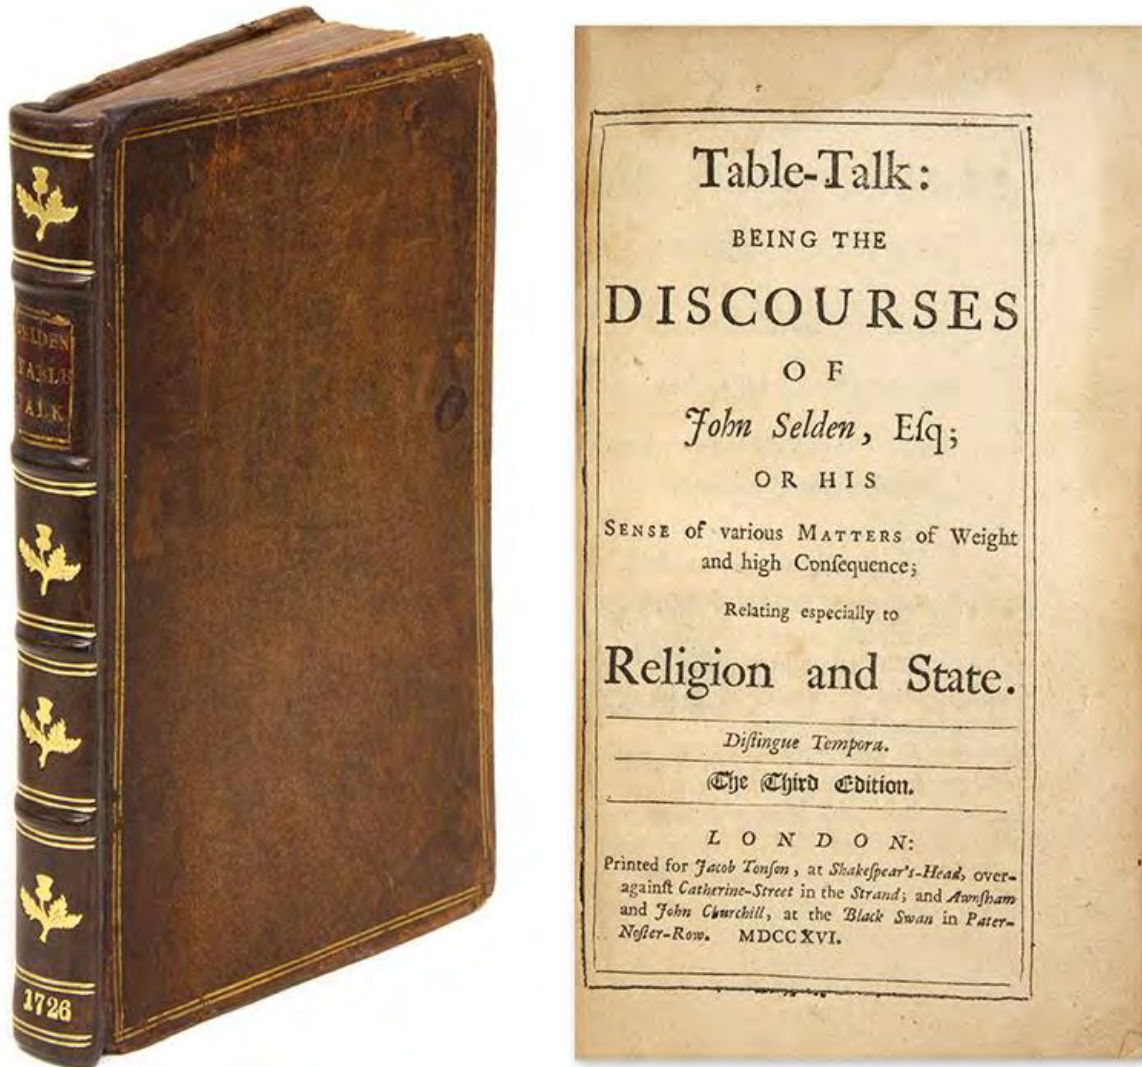 SELDEN
TABLE
TALK
1726
Table-Talk:
BEING THE
DISCOURSES
OF
John Selden, Eſq;
OR HIS
SENSE of various MATTERS of Weight
and high Conſequence;
Relating eſpecially to
Religion and State.
Diſtingue Tempora.
The Third Edition.
LONDON:
Printed for Jacob Tonſon, at Shakeſpear's-Head, over-
againſt Catherine-Street in the Strand; and Awnſham
and John Churchill, at the Black Swan in Pater-
Noſter-Row. MDCCXVI.